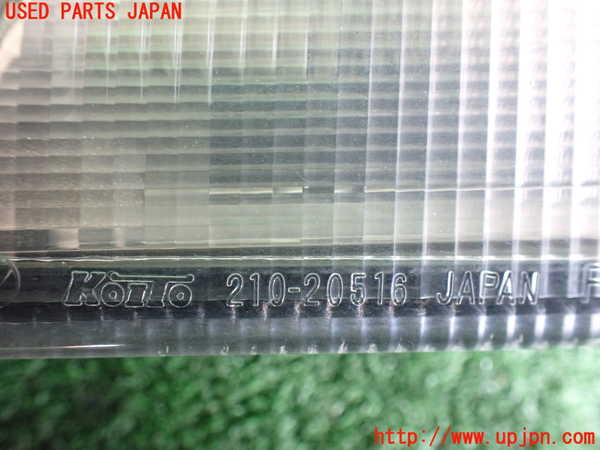 USED PARTS JAPAN
KOITO 210-20516 JAPAN
http://www.upjpn.com/